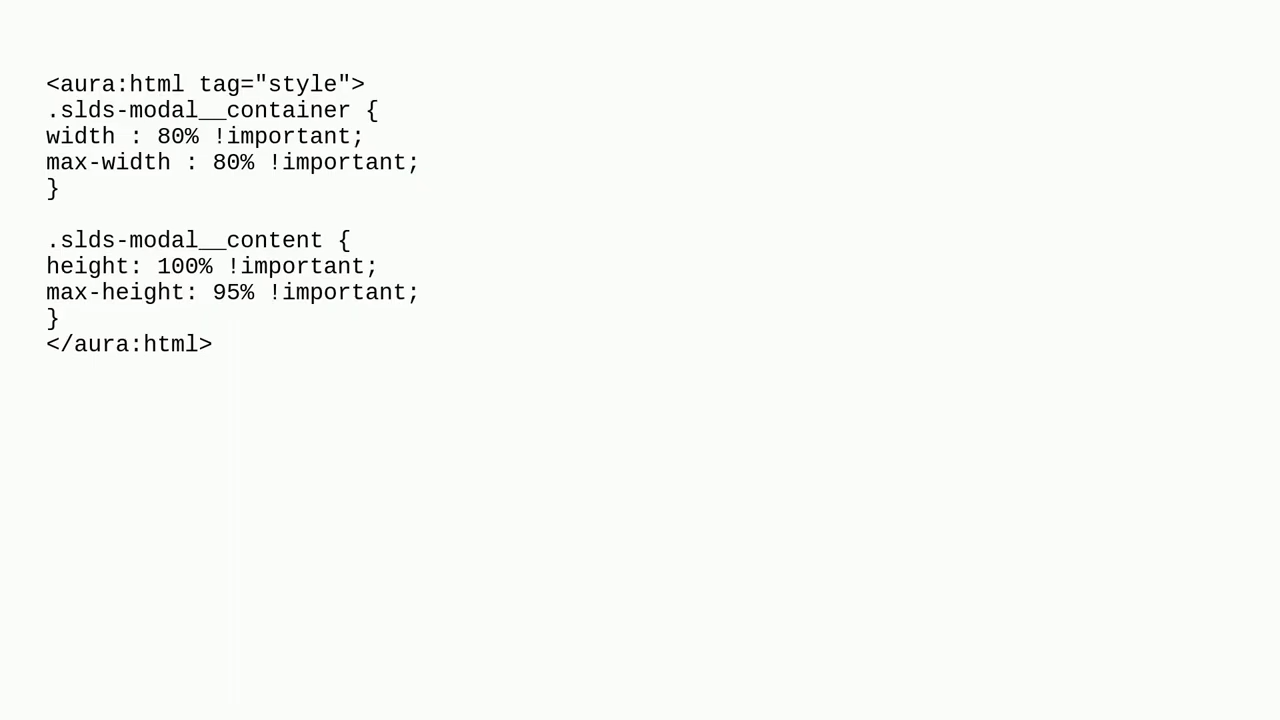 <aura:html tag="style">
.slds-modal__container {
width : 80% !important;
max-width : 80% !important;
}
.slds-modal__content {
height: 100% !important;
max-height: 95% !important;
}
</aura:html>